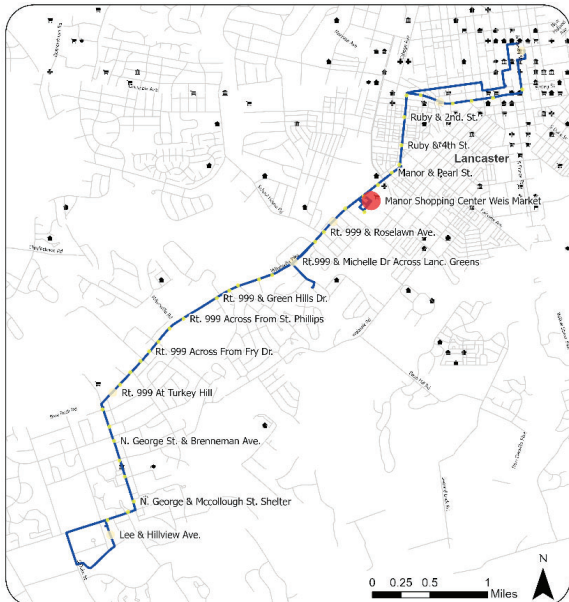 Ruby & 2nd. St.
Ruby & 4th St.
Lancaster
Manor & Pearl St.
Manor Shopping Center Weis Market
Rt. 999 & Roselawn Ave.
Rt.999 & Michelle Dr Across Lanc. Greens
Rt. 999 & Green Hills Dr.
Rt. 999 Across From St. Phillips
Rt. 999 Across From Fry Dr.
Rt. 999 At Turkey Hill
N. George St. & Brenneman Ave.
N. George & Mccollough St. Shelter
Lee & Hillview Ave.
N
0 0.25 0.5 1
Miles